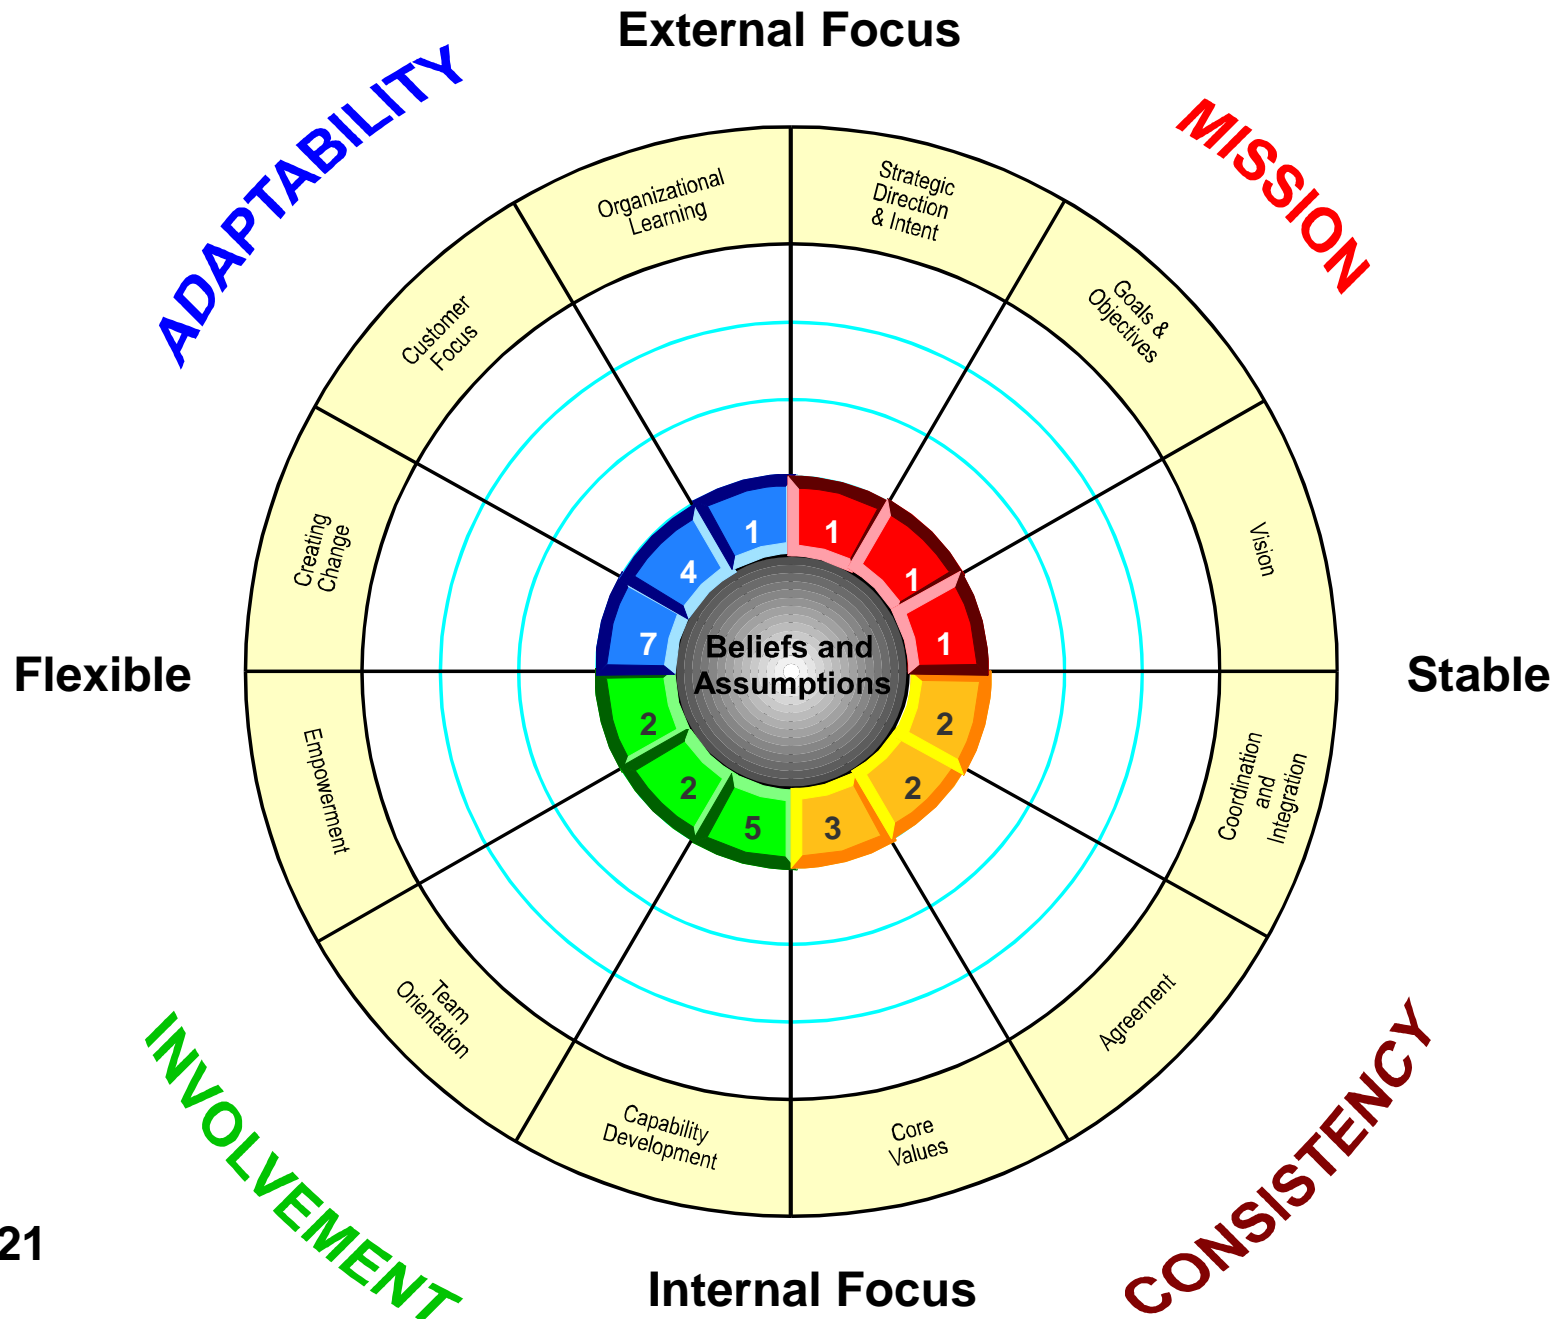 External Focus
ADAPTABILITY
MISSION
Organizational
Learning
Strategic
Direction
& Intent
Customer
Focus
Goals &
Objectives
Creating
Change
Vision
1
1
4
1
7
1
Flexible
Beliefs and
Assumptions
Stable
2
2
2
2
5
3
Empowerment
Coordination
and
Integration
Team
Orientation
Agreement
Capability
Development
Core
Values
INVOLVEMENT
CONSISTENCY
21
Internal Focus